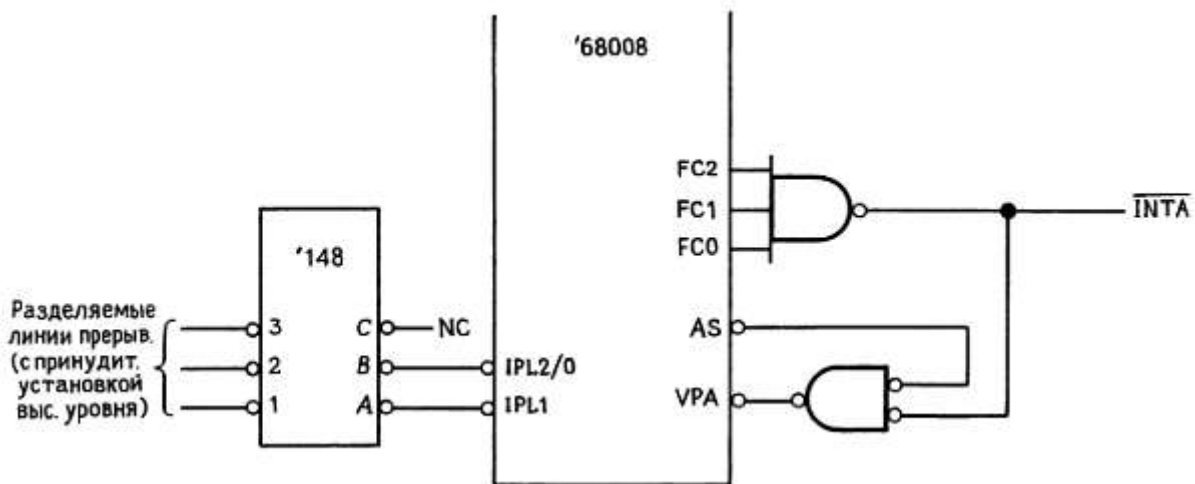 '68008
FC2
FC1
FC0
INTA
'148
Разделяемые
линии прерыв.
(с принудит.
установкой
выс. уровня)
3
2
1
C
B
A
NC
IPL2/0
IPL1
AS
VPA